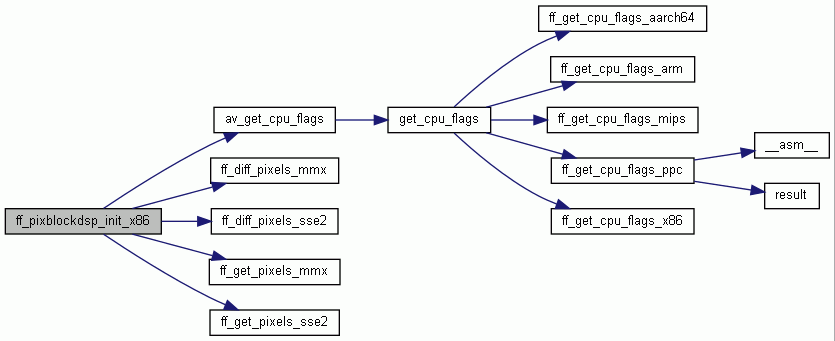 ff_pixblockdsp_init_x86
av_get_cpu_flags
ff_diff_pixels_mmx
ff_diff_pixels_sse2
ff_get_pixels_mmx
ff_get_pixels_sse2
get_cpu_flags
ff_get_cpu_flags_aarch64
ff_get_cpu_flags_arm
ff_get_cpu_flags_mips
ff_get_cpu_flags_ppc
ff_get_cpu_flags_x86
__asm__
result